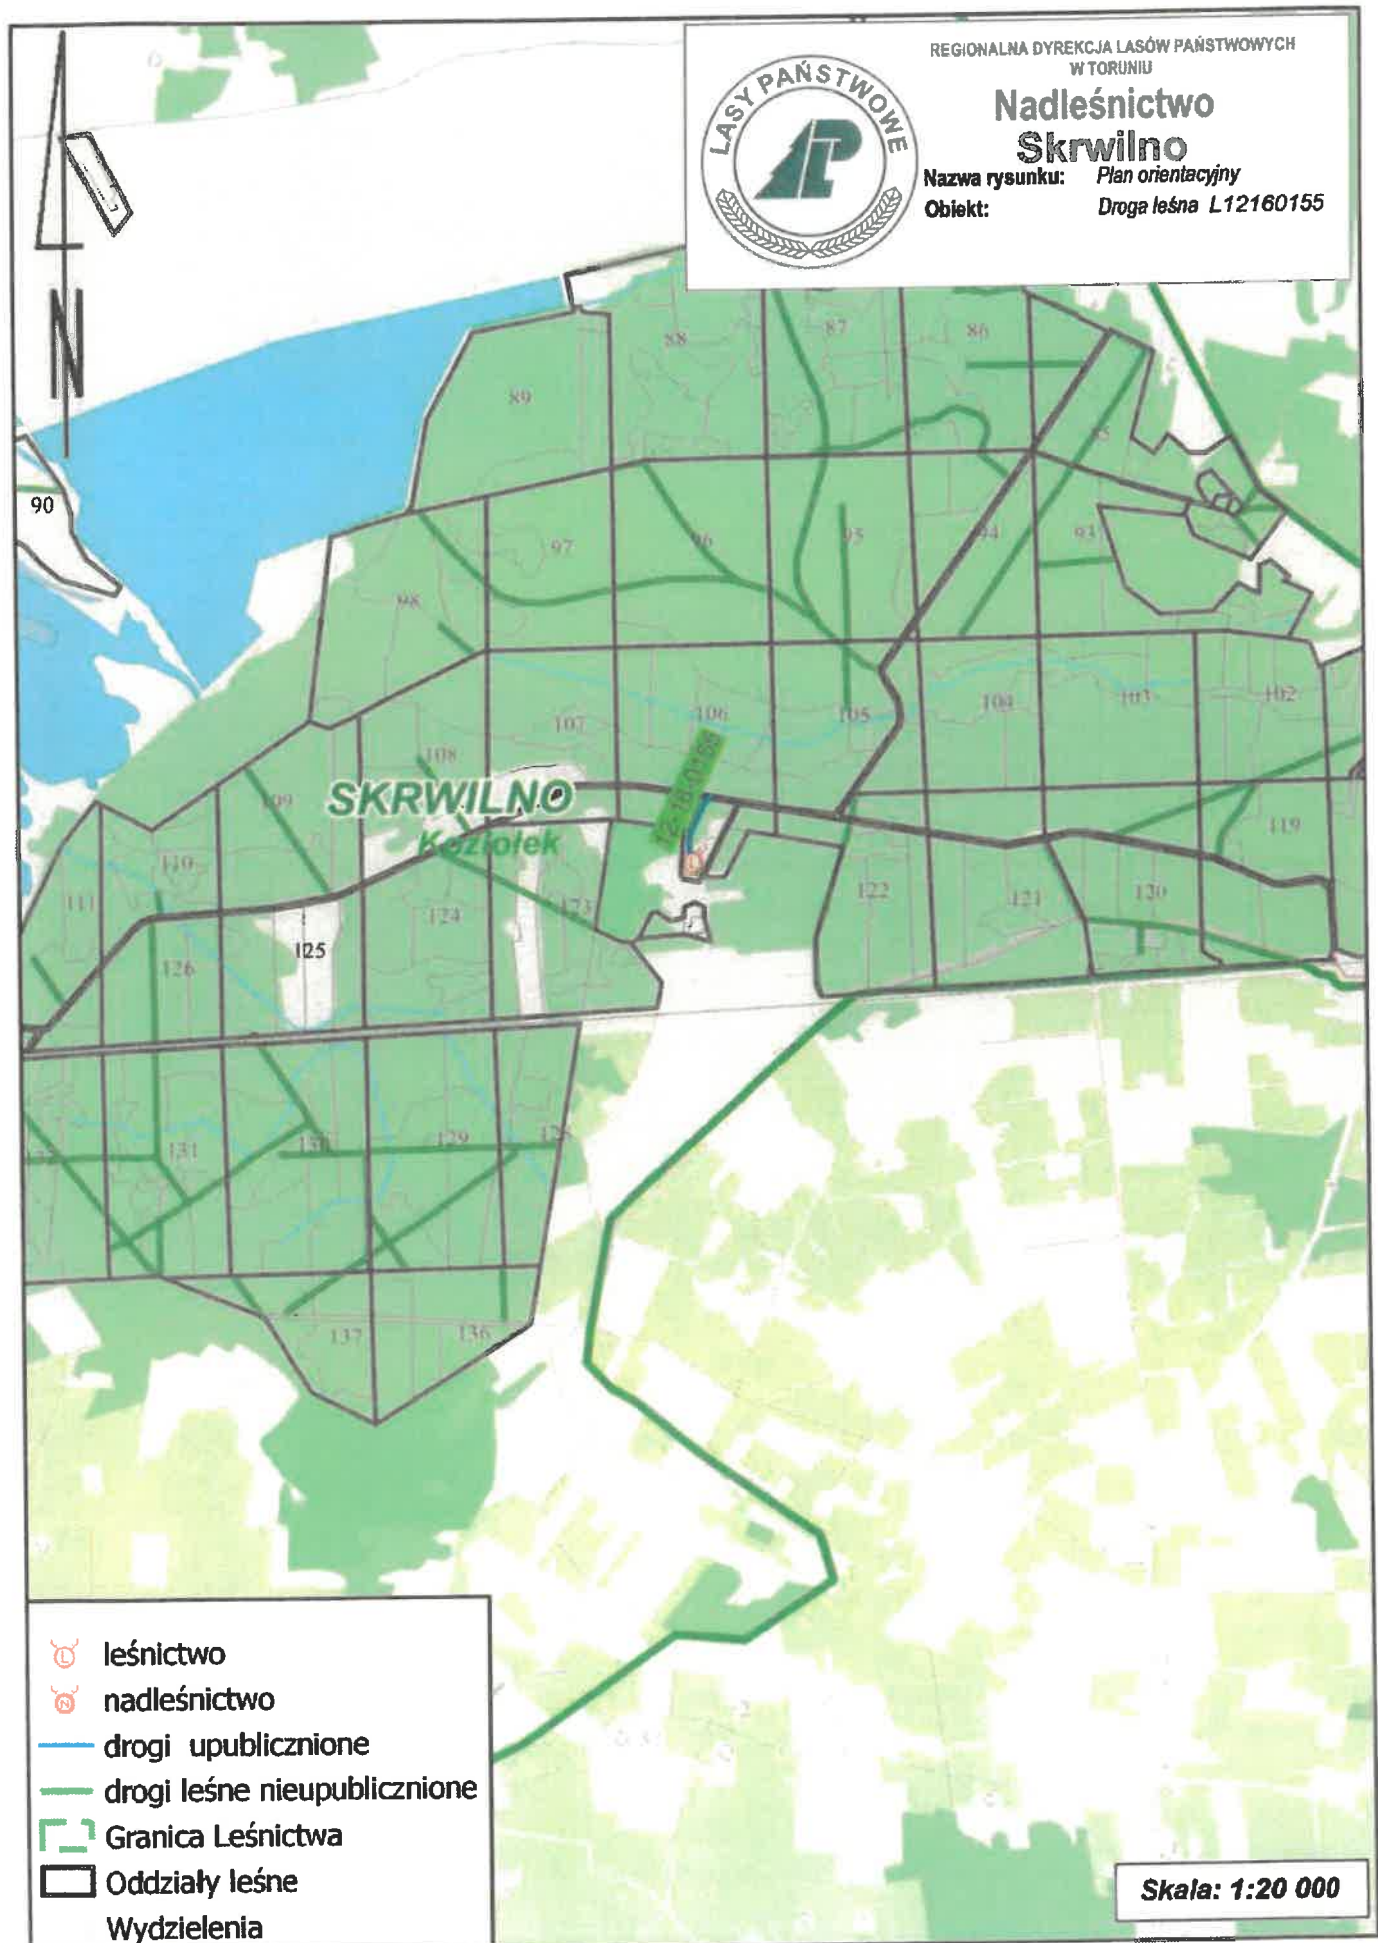 REGIONALNA DYREKCJA LASÓW PAŃSTWOWYCH
W TORUNIU
Nadleśnictwo
Skrwilno
Nazwa rysunku: Plan orientacyjny
Obiekt: Droga leśna L12160155
LASY PAŃSTWOWE
N
88
87
86
89
90
97
96
95
94
93
98
107
106
105
104
103
102
108
109
SKRWILNO
Koziołek
119
110
111
124
123
122
121
120
125
126
131
129
137
136
L
leśnictwo
N
nadleśnictwo
drogi upublicznione
drogi leśne nieupublicznione
Granica Leśnictwa
Oddziały leśne
Wydzielenia
Skala: 1:20 000